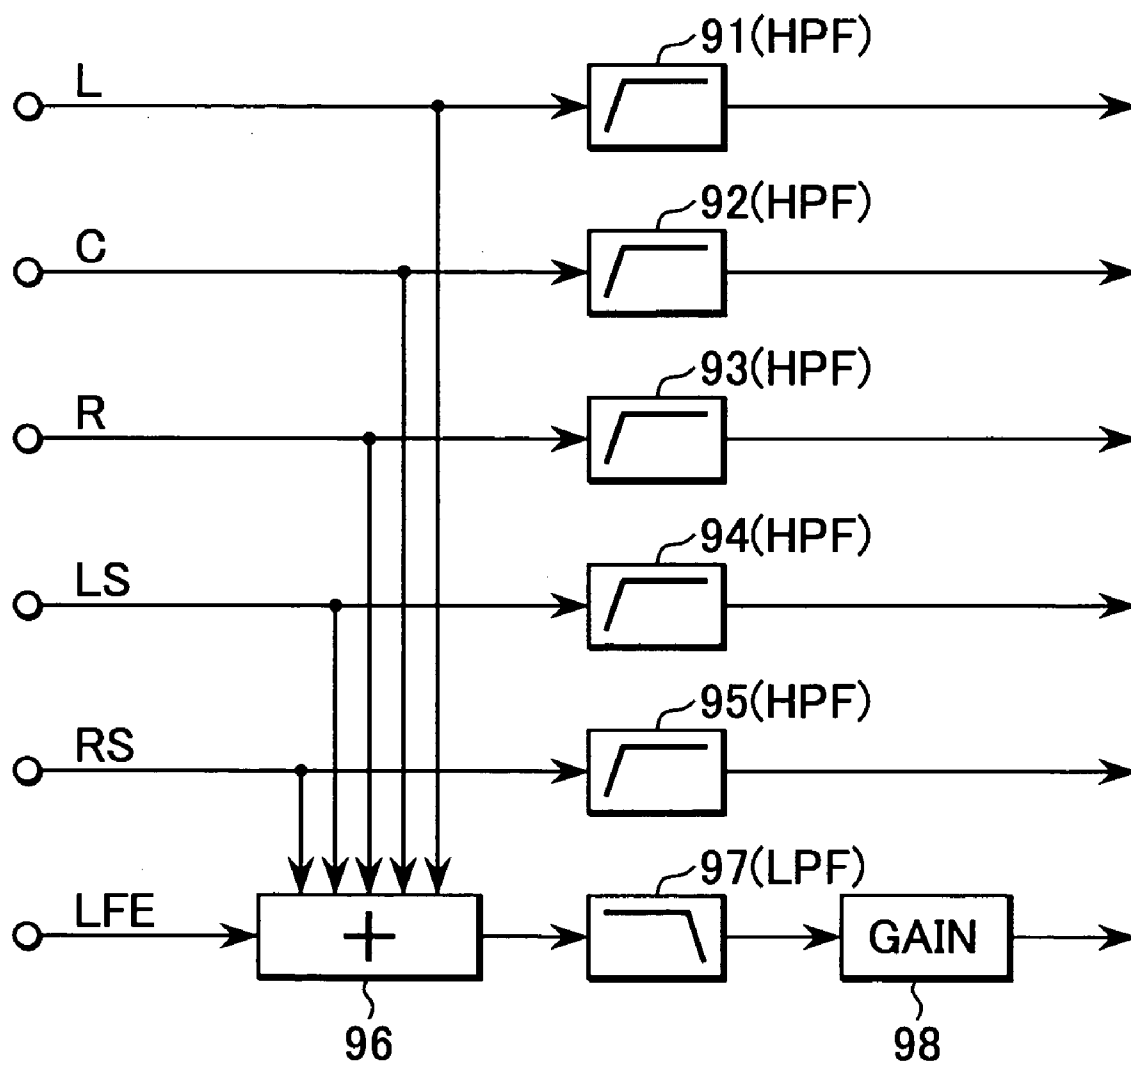 91(HPF)
L
92(HPF)
C
93(HPF)
R
94(HPF)
LS
95(HPF)
RS
97(LPF)
LFE
+
GAIN
96
98